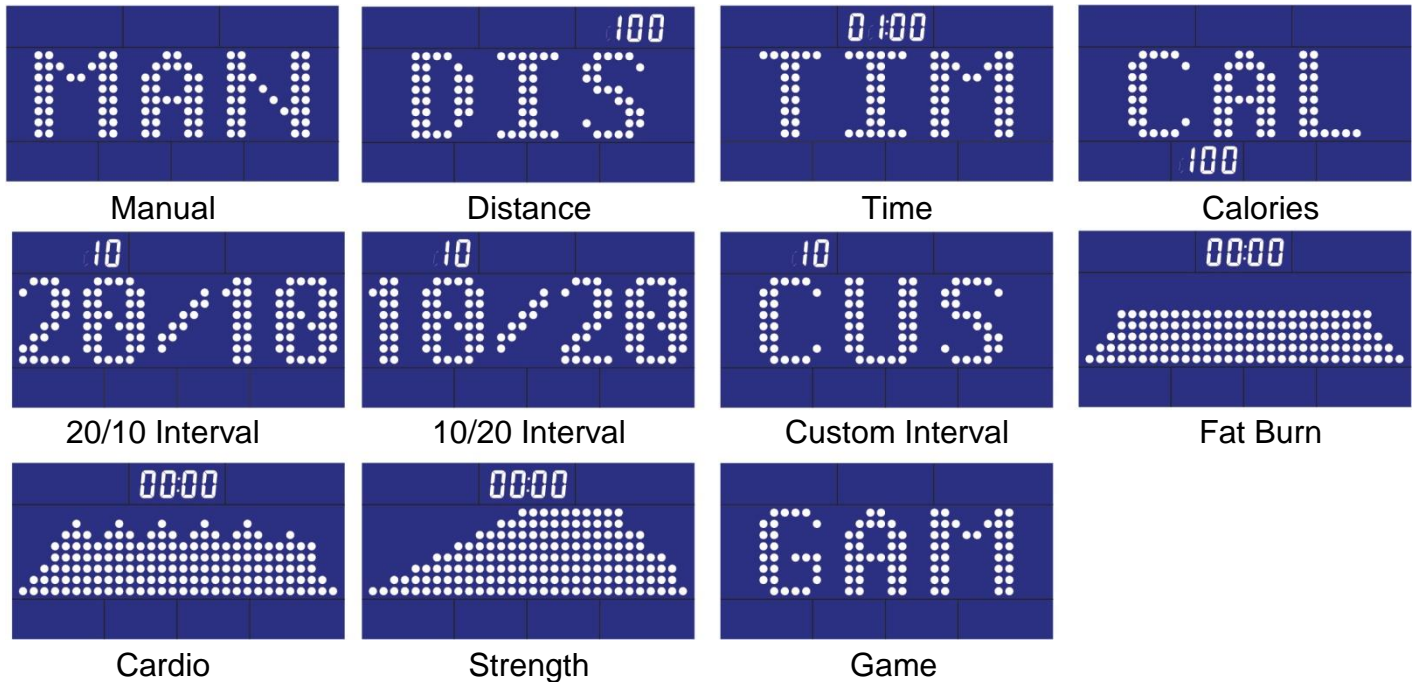 100 01:00
MAN DIS TIM CAL
100
Manual Distance Time Calories
10 10 10 00:00
20/10 10/20 CUS
20/10 Interval 10/20 Interval Custom Interval Fat Burn
00:00 00:00
GAM
Cardio Strength Game